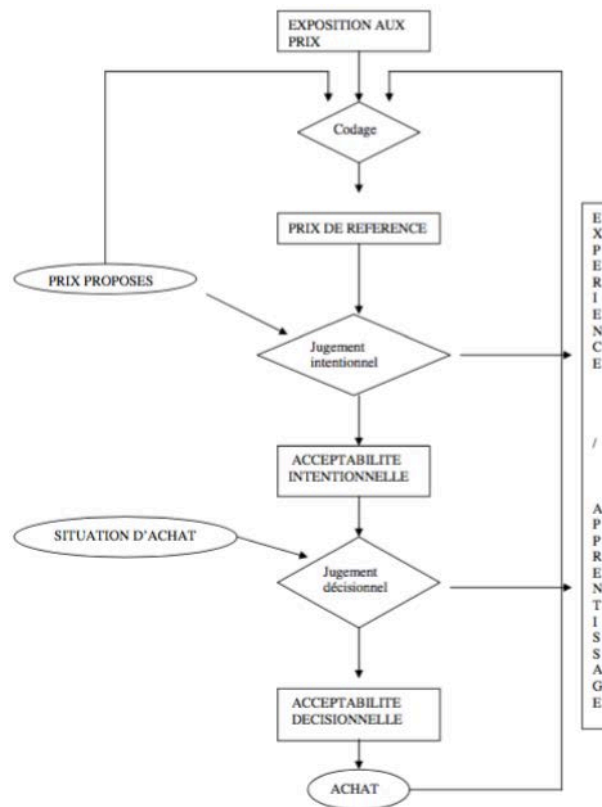 EXPOSITION AUX
PRIX
Codage
PRIX DE REFERENCE
PRIX PROPOSES
Jugement
intentionnel
ACCEPTABILITE
INTENTIONNELLE
SITUATION D'ACHAT
Jugement
décisionnel
ACCEPTABILITE
DECISIONNELLE
ACHAT
E
X
P
E
R
I
E
N
C
E
/
A
P
P
R
E
N
T
I
S
S
A
G
E